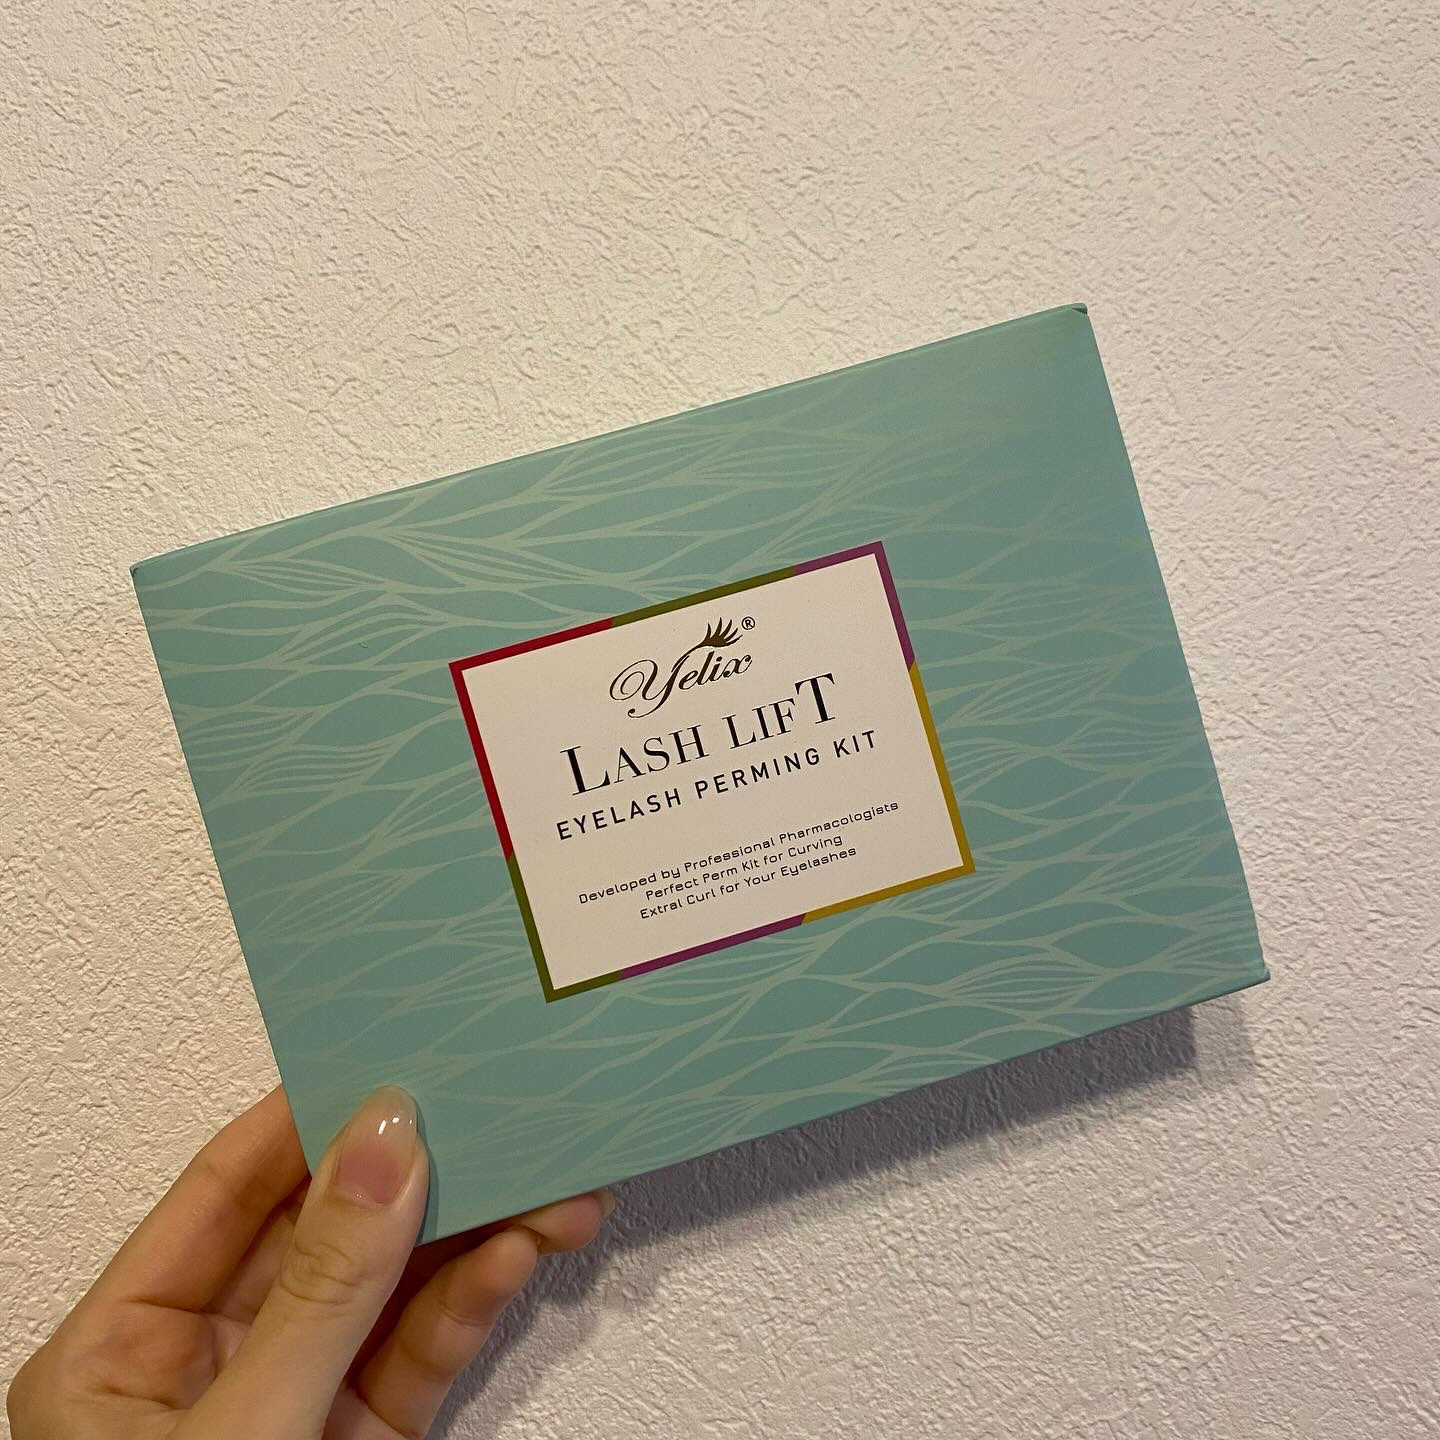 Yelix®
LASH LIFT
EYELASH PERMING KIT
Developed by Professional Pharmacologists
Perfect Perm Kit for Curving
Extral Curl for Your Eyelashes